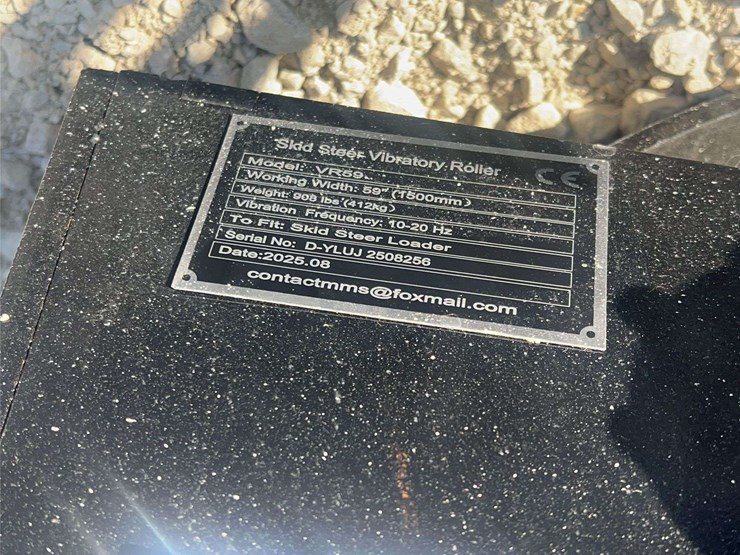 Skid Steer Vibratory Roller
CE
Model: VR59
Working Width: 59" (1500mm)
Weight: 908 lbs (412kg)
Vibration Frequency: 10-20 Hz
To Fit: Skid Steer Loader
Serial No: D-YLUJ 2508256
Date:2025.08
contactmms@foxmail.com